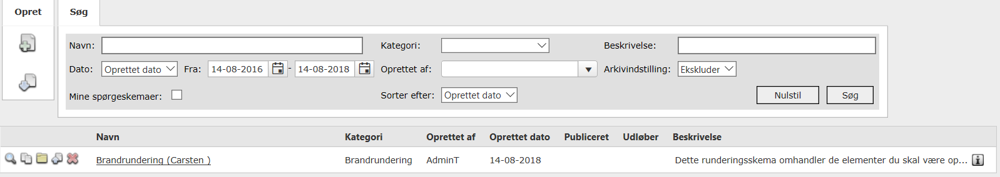 Opret
Søg
Navn: Kategori: Beskrivelse:
Dato: Oprettet dato Fra: 14-08-2016 - 14-08-2018 Oprettet af: Arkivindstilling: Ekskluder
Mine spørgeskemaer: Sorter efter: Oprettet dato Nulstil Søg
Navn Kategori Oprettet af Oprettet dato Publiceret Udløber Beskrivelse
Brandrundering (Carsten ) Brandrundering AdminT 14-08-2018 Dette runderingsskema omhandler de elementer du skal være op...